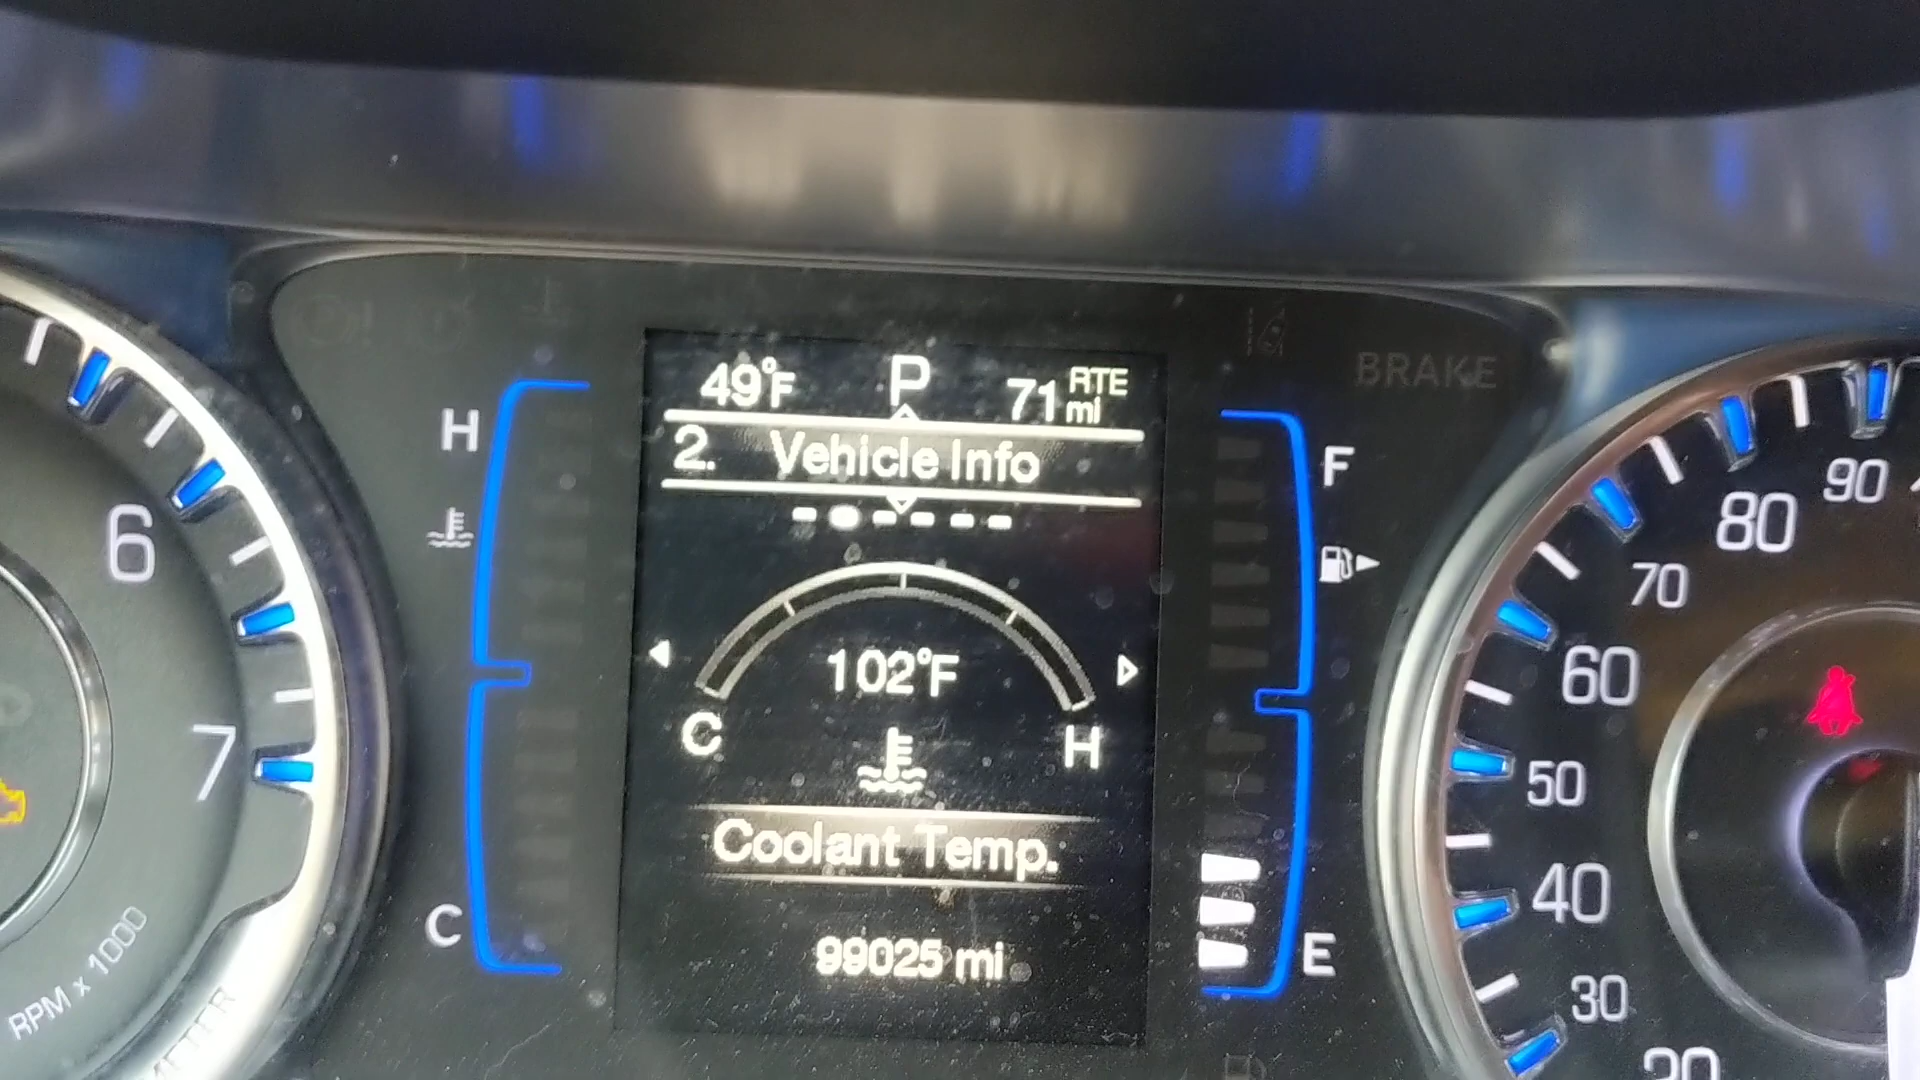 49°F P 71 RTE mi
2. Vehicle Info
102°F
C H
Coolant Temp.
99025 mi
H
C
F
E
BRAKE
6
7
RPM x 1000
90
80
70
60
50
40
30
20